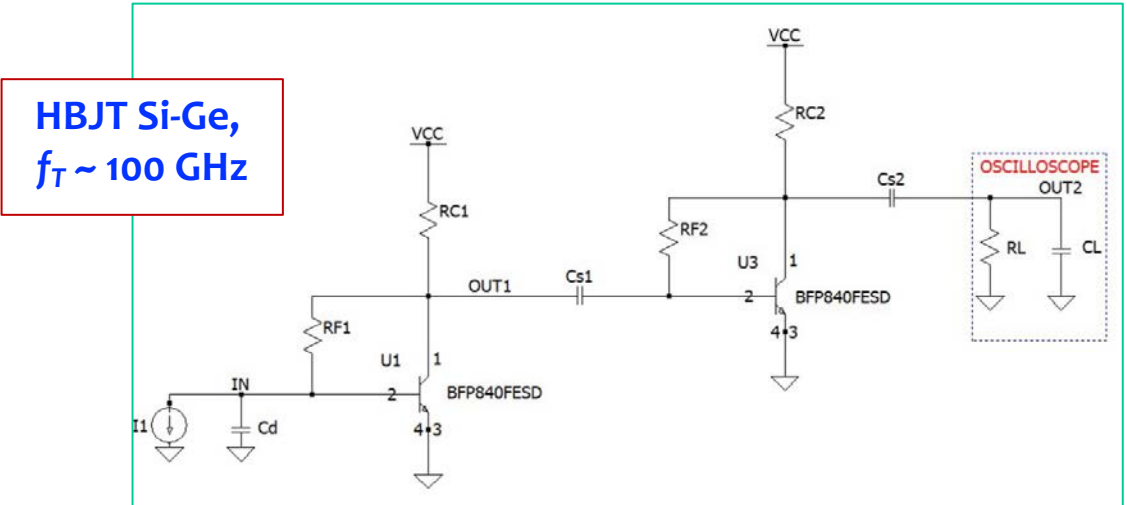 HBJT Si-Ge,
f_T ~ 100 GHz
VCC
RC2
VCC
OSCILLOSCOPE
OUT2
Cs2
RC1
RF2
RL
CL
U3
1
Cs1
OUT1
2
BFP840FESD
RF1
4 3
U1
1
IN
2
BFP840FESD
I1
Cd
4 3